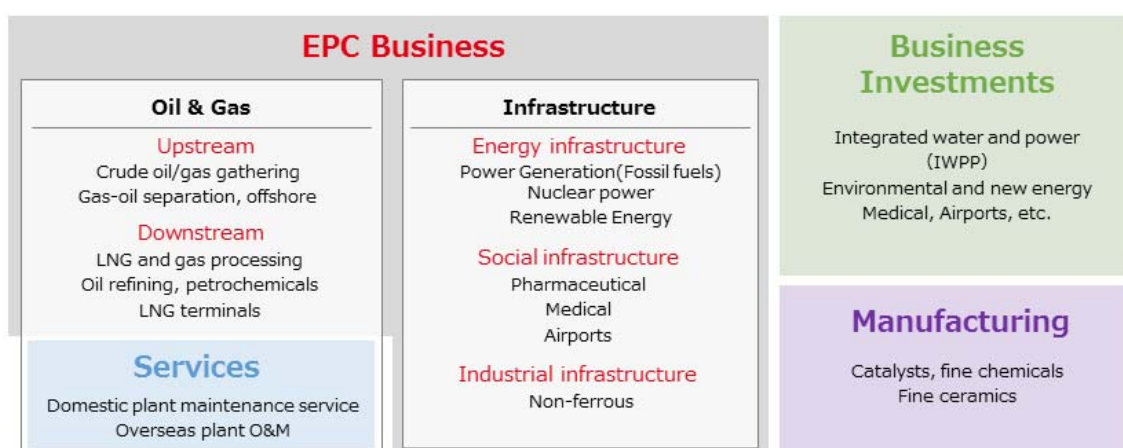 EPC Business
Oil & Gas
Upstream
Crude oil/gas gathering
Gas-oil separation, offshore
Downstream
LNG and gas processing
Oil refining, petrochemicals
LNG terminals
Services
Domestic plant maintenance service
Overseas plant O&M
Infrastructure
Energy infrastructure
Power Generation(Fossil fuels)
Nuclear power
Renewable Energy
Social infrastructure
Pharmaceutical
Medical
Airports
Industrial infrastructure
Non-ferrous
Business
Investments
Integrated water and power
(IWPP)
Environmental and new energy
Medical, Airports, etc.
Manufacturing
Catalysts, fine chemicals
Fine ceramics